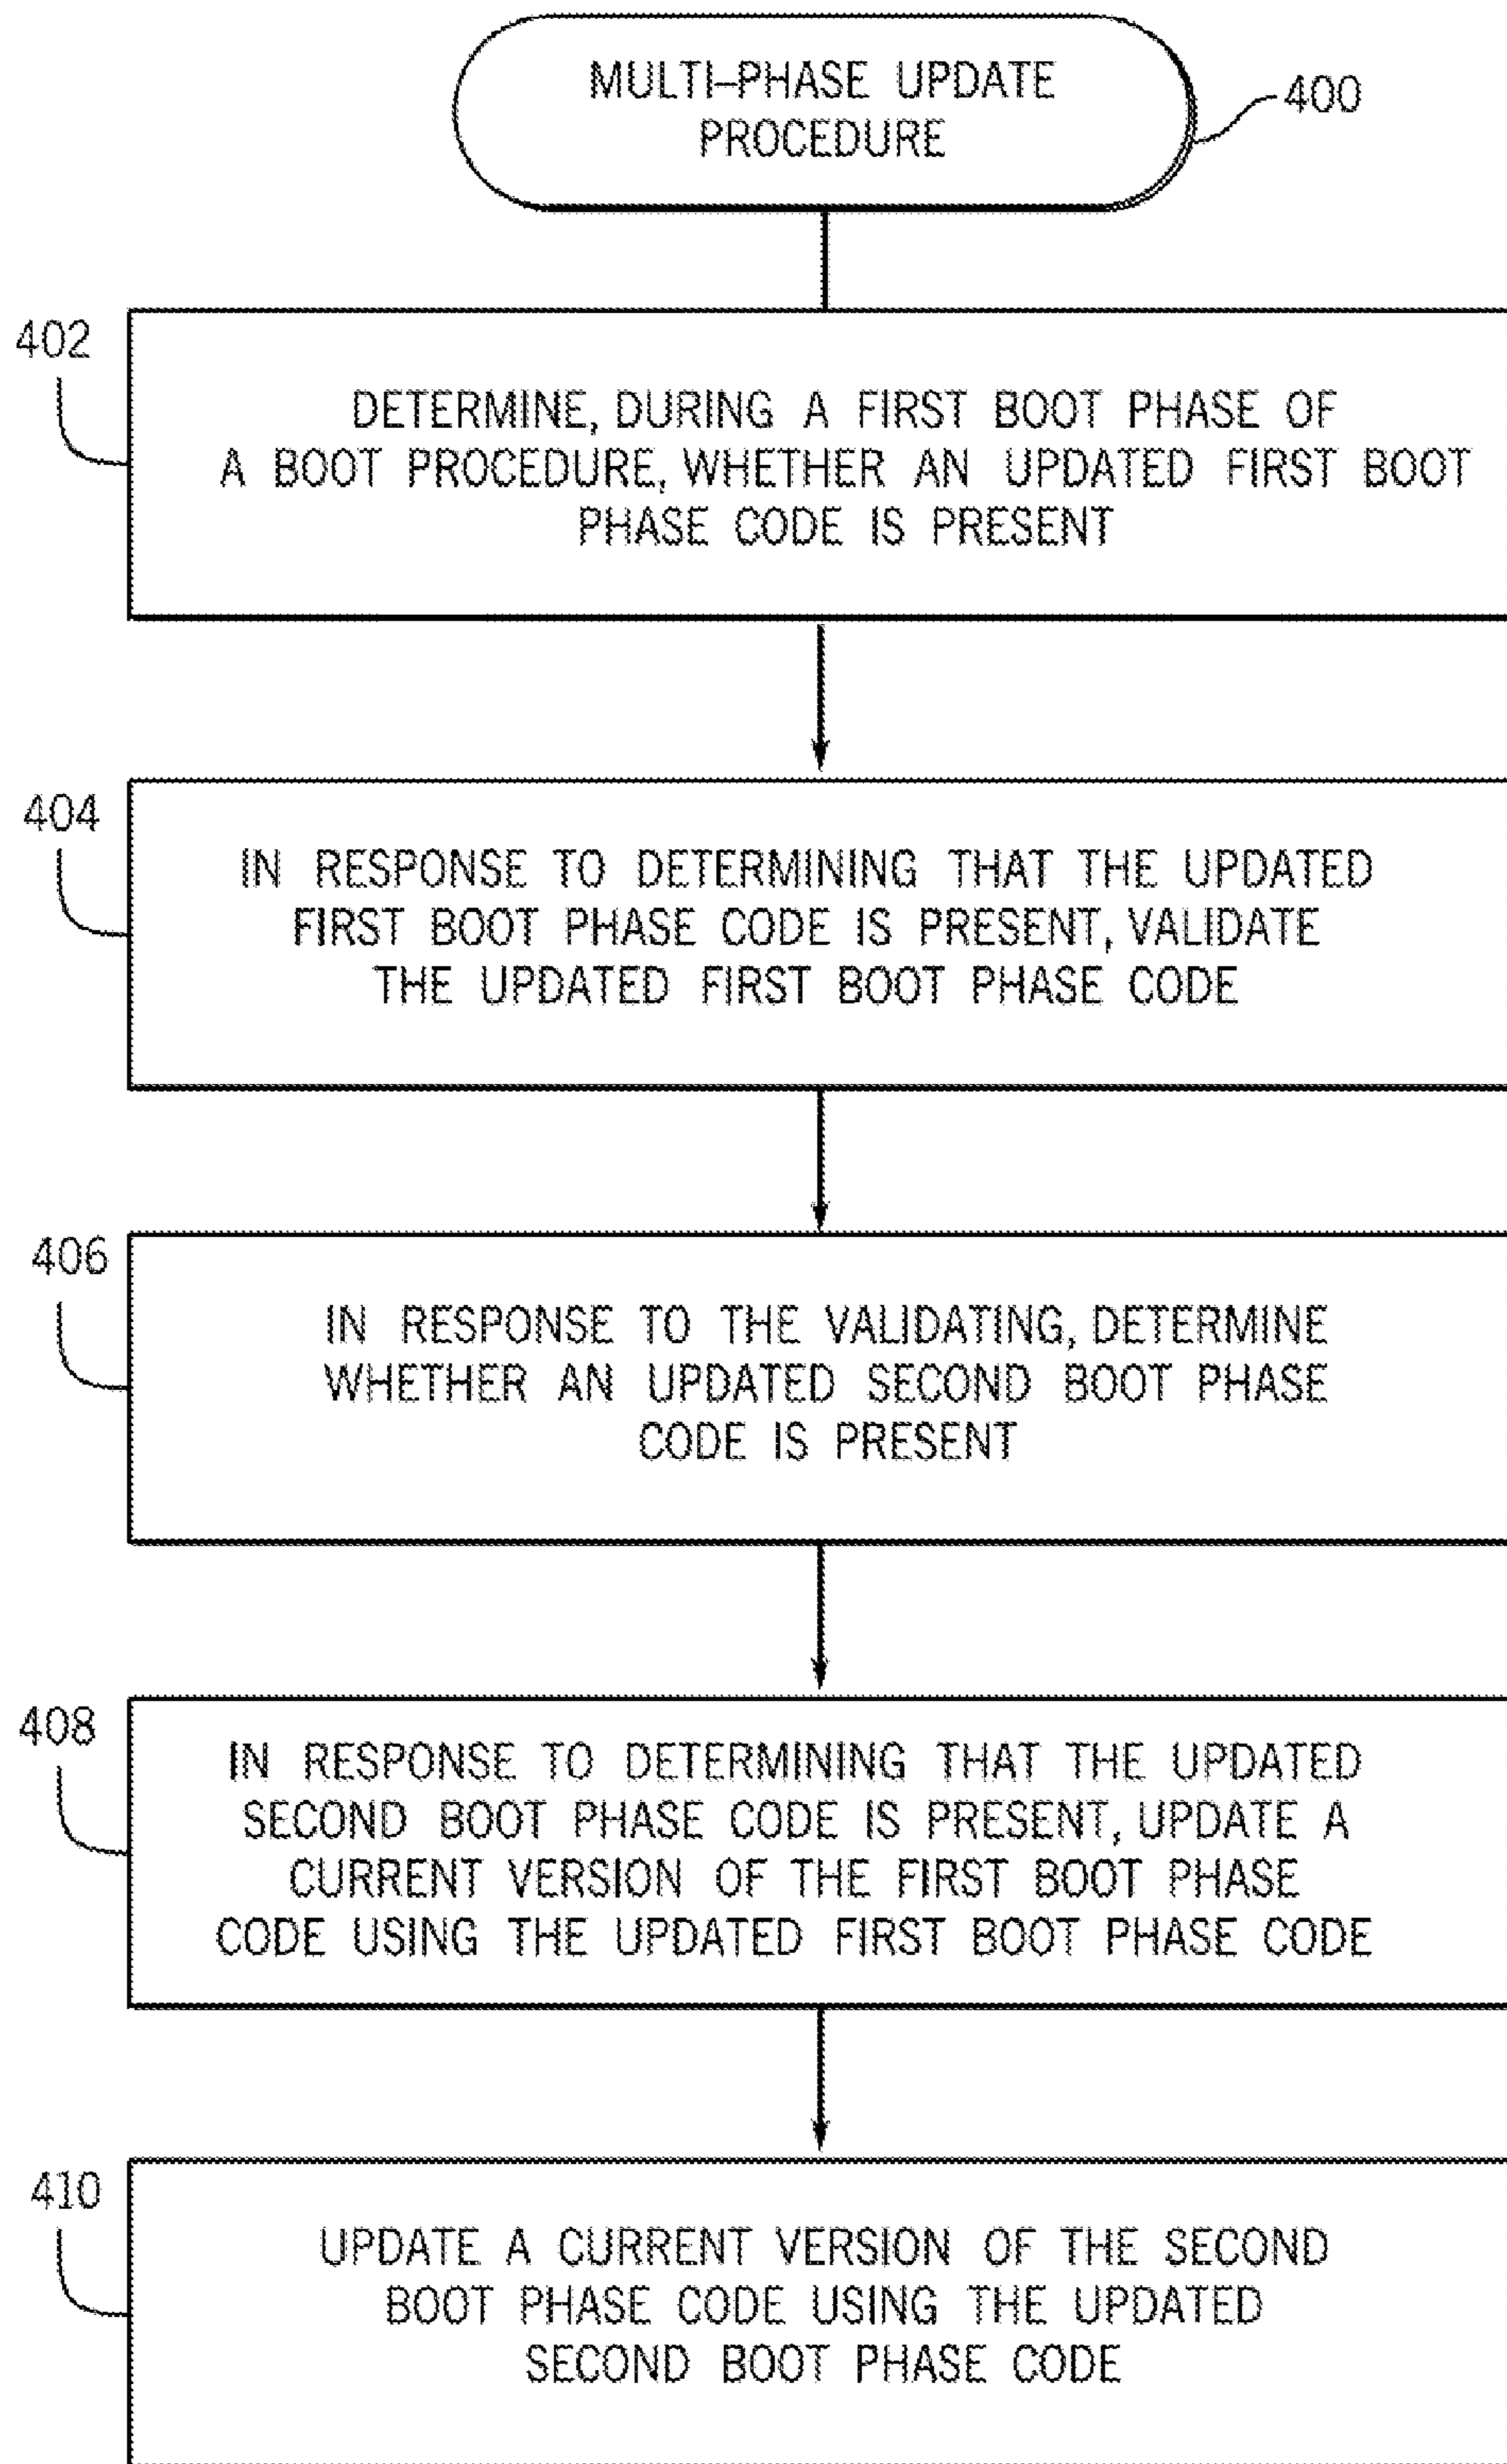 MULTI-PHASE UPDATE
PROCEDURE
400
402
DETERMINE, DURING A FIRST BOOT PHASE OF
A BOOT PROCEDURE, WHETHER AN UPDATED FIRST BOOT
PHASE CODE IS PRESENT
404
IN RESPONSE TO DETERMINING THAT THE UPDATED
FIRST BOOT PHASE CODE IS PRESENT, VALIDATE
THE UPDATED FIRST BOOT PHASE CODE
406
IN RESPONSE TO THE VALIDATING, DETERMINE
WHETHER AN UPDATED SECOND BOOT PHASE
CODE IS PRESENT
408
IN RESPONSE TO DETERMINING THAT THE UPDATED
SECOND BOOT PHASE CODE IS PRESENT, UPDATE A
CURRENT VERSION OF THE FIRST BOOT PHASE
CODE USING THE UPDATED FIRST BOOT PHASE CODE
410
UPDATE A CURRENT VERSION OF THE SECOND
BOOT PHASE CODE USING THE UPDATED
SECOND BOOT PHASE CODE